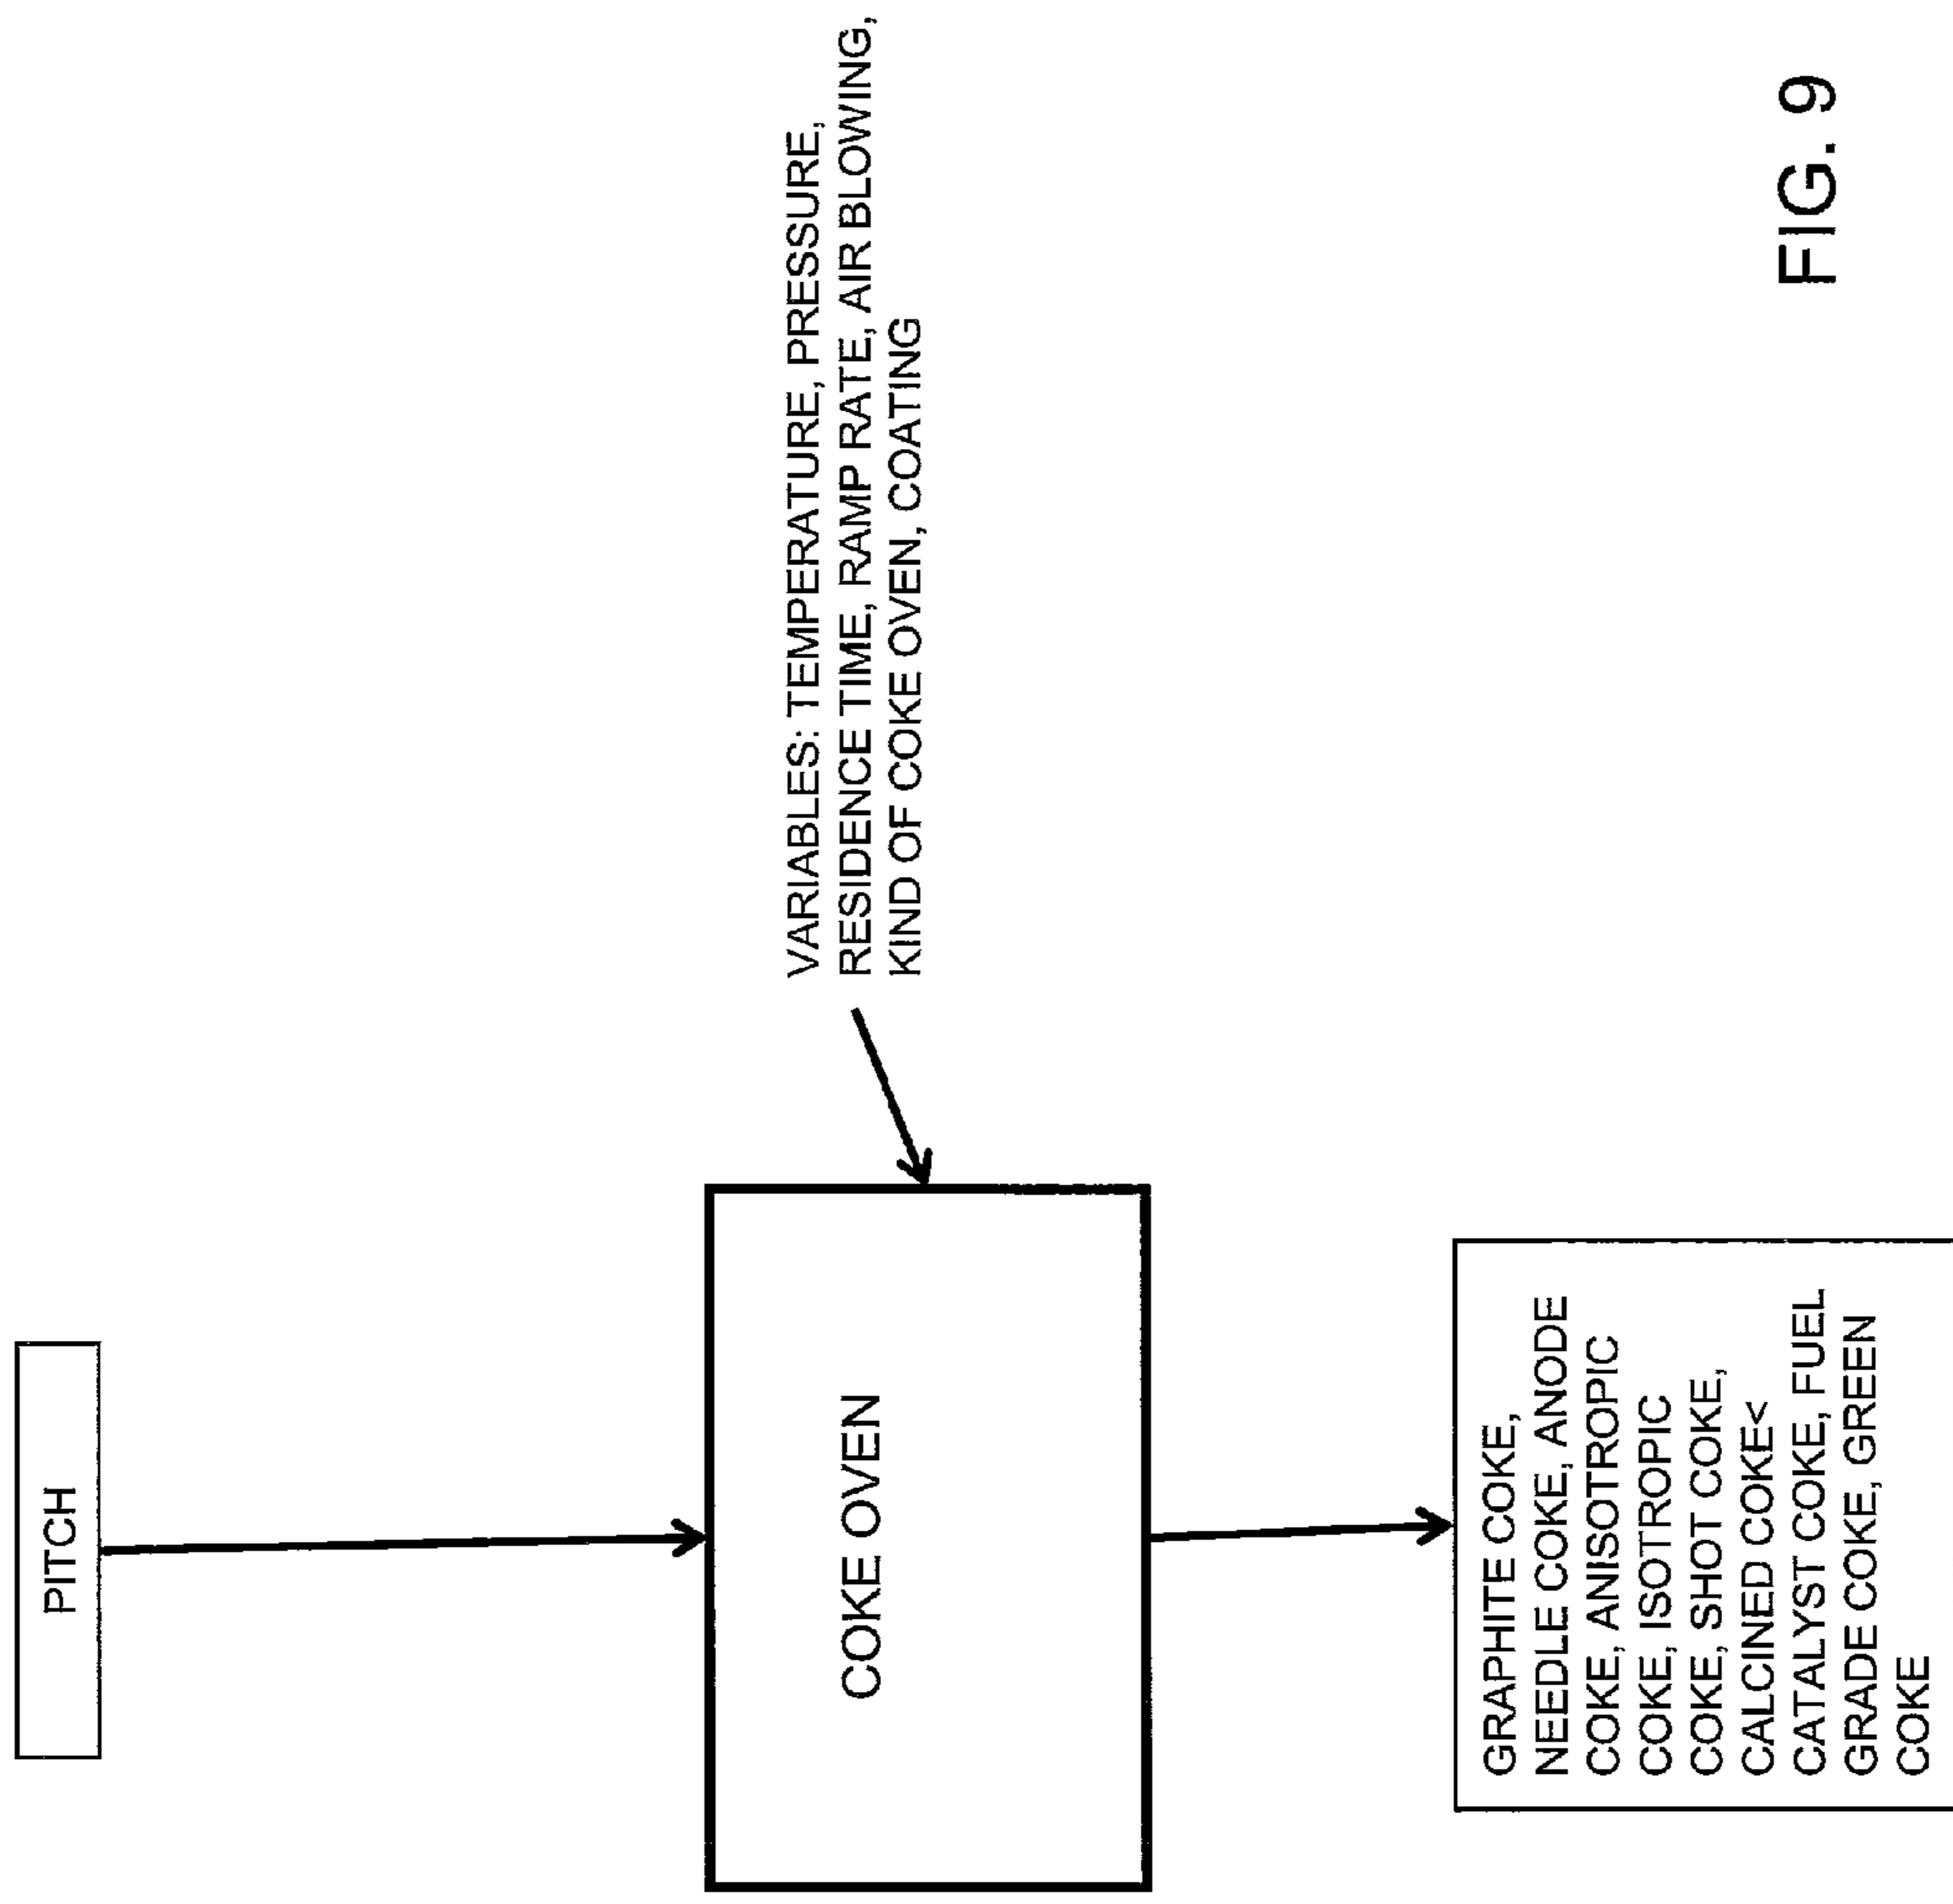 PITCH
COKE OVEN
VARIABLES: TEMPERATURE, PRESSURE,
RESIDENCE TIME, RAMP RATE, AIR BLOWING,
KIND OF COKE OVEN, COATING
GRAPHITE COKE,
NEEDLE COKE, ANODE
COKE, ANISOTROPIC
COKE, ISOTROPIC
COKE, SHOT COKE,
CALCINED COKE<
CATALYST COKE, FUEL
GRADE COKE, GREEN
COKE
FIG. 9